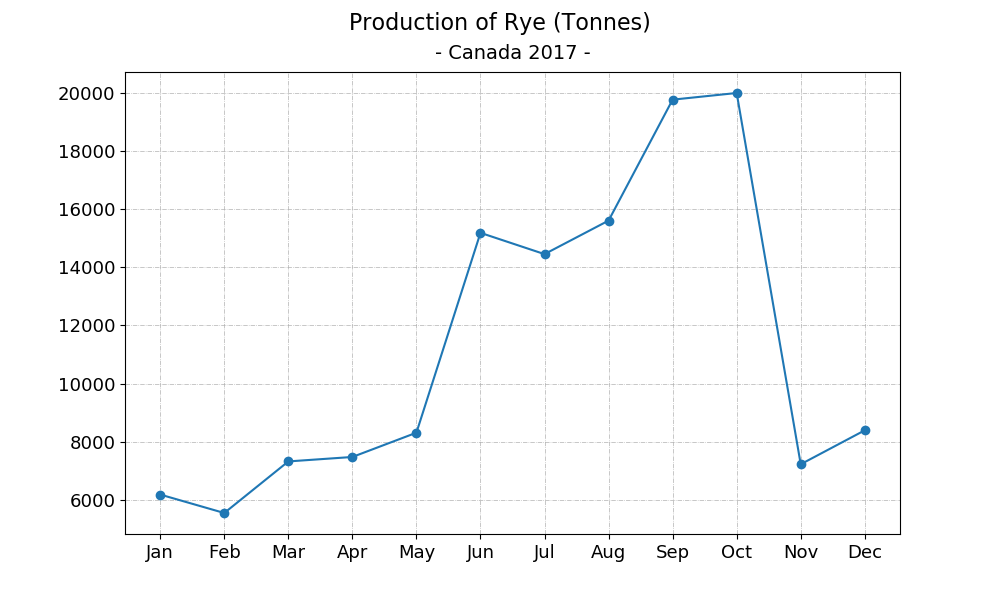 Production of Rye (Tonnes)
- Canada 2017 -
20000
18000
16000
14000
12000
10000
8000
6000
Jan Feb Mar Apr May Jun Jul Aug Sep Oct Nov Dec